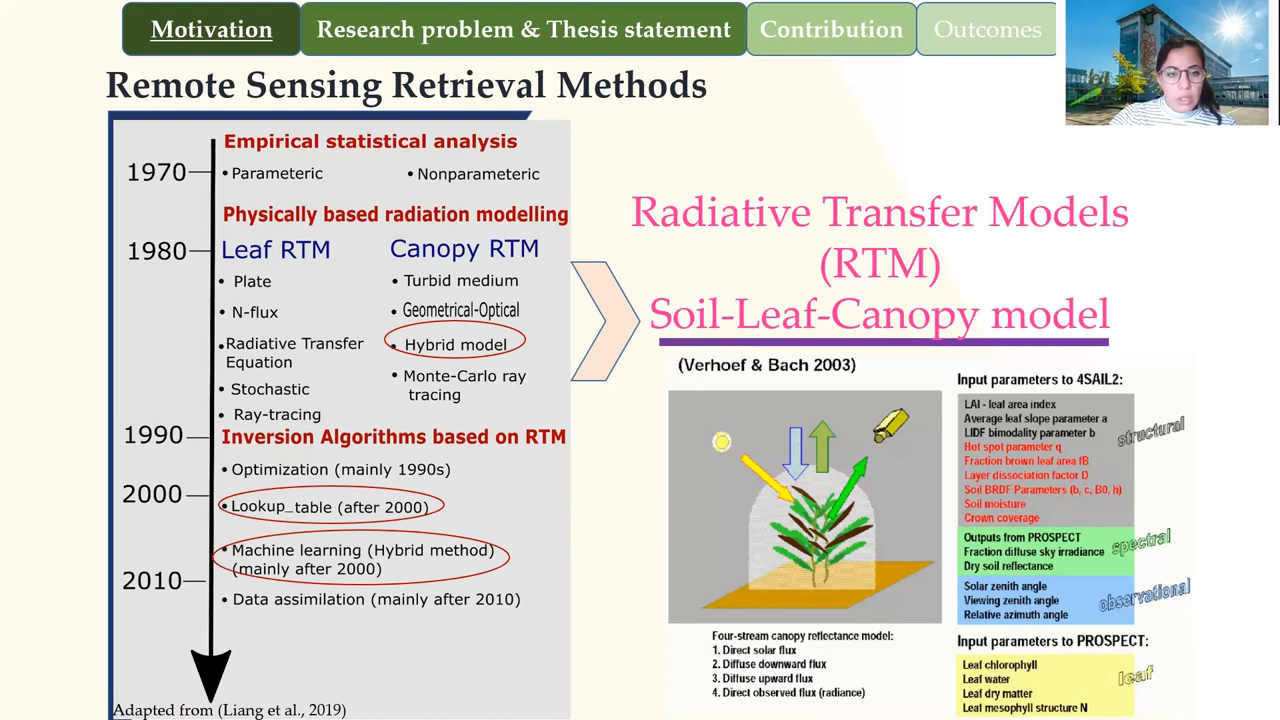 Motivation
Research problem & Thesis statement
Contribution
Outcomes
Remote Sensing Retrieval Methods
Empirical statistical analysis
1970
• Parameteric
• Nonparameteric
Physically based radiation modelling
1980
Leaf RTM
Canopy RTM
• Plate
• Turbid medium
• N-flux
• Geometrical-Optical
• Radiative Transfer
Equation
• Hybrid model
• Stochastic
• Monte-Carlo ray
tracing
• Ray-tracing
1990
Inversion Algorithms based on RTM
• Optimization (mainly 1990s)
2000
• Lookup_table (after 2000)
• Machine learning (Hybrid method)
(mainly after 2000)
2010
• Data assimilation (mainly after 2010)
Adapted from (Liang et al., 2019)
Radiative Transfer Models
(RTM)
Soil-Leaf-Canopy model
(Verhoef & Bach 2003)
Four-stream canopy reflectance model:
1. Direct solar flux
2. Diffuse downward flux
3. Diffuse upward flux
4. Direct observed flux (radiance)
Input parameters to 4SAIL2:
LAI - leaf area index
Average leaf slope parameter a
LIDF bimodality parameter b
Hot spot parameter q
Fraction brown leaf area fB
Layer dissociation factor D
Soil BRDF Parameters (b, c, B0, h)
Soil moisture
Crown coverage
structural
Outputs from PROSPECT
Fraction diffuse sky irradiance
Dry soil reflectance
spectral
Solar zenith angle
Viewing zenith angle
Relative azimuth angle
observational
Input parameters to PROSPECT:
Leaf chlorophyll
Leaf water
Leaf dry matter
Leaf mesophyll structure N
leaf